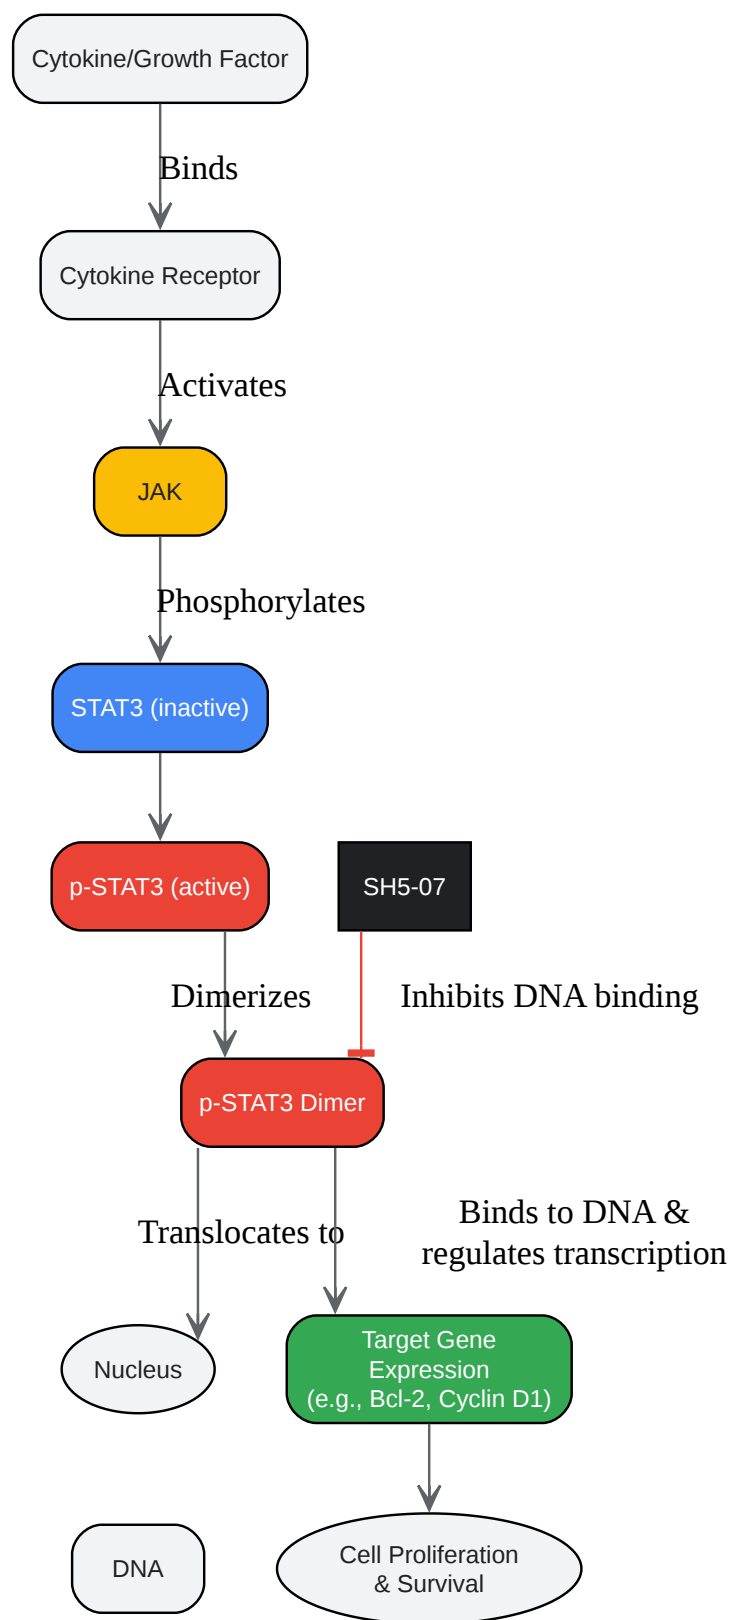 Cytokine/Growth Factor
Binds
Cytokine Receptor
Activates
JAK
Phosphorylates
STAT3 (inactive)
p-STAT3 (active)
SH5-07
Dimerizes
Inhibits DNA binding
p-STAT3 Dimer
Translocates to
Binds to DNA &
regulates transcription
Nucleus
Target Gene
Expression
(e.g., Bcl-2, Cyclin D1)
DNA
Cell Proliferation
& Survival